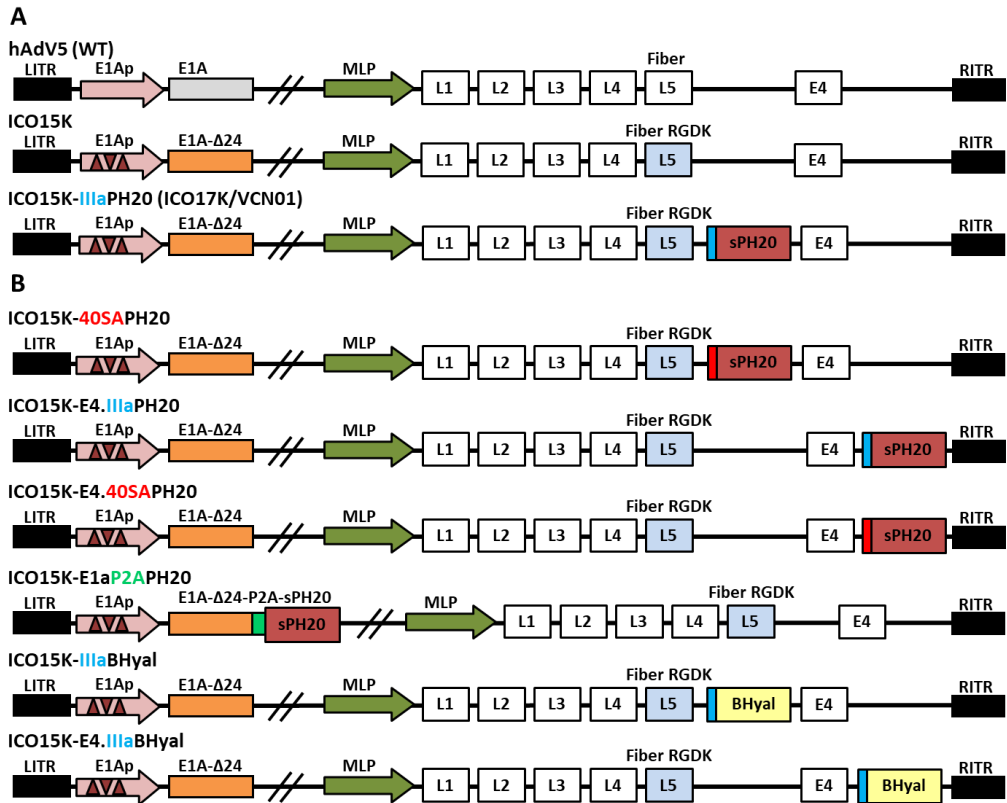 A
hAdV5 (WT)
LITR E1Ap E1A MLP Fiber RITR
L1 L2 L3 L4 L5 E4
ICO15K
LITR E1Ap E1A-Δ24 MLP Fiber RGDK RITR
L1 L2 L3 L4 L5 E4
ICO15K-IIIaPH20 (ICO17K/VCN01)
LITR E1Ap E1A-Δ24 MLP Fiber RGDK RITR
L1 L2 L3 L4 L5 sPH20 E4
B
ICO15K-40SAPH20
LITR E1Ap E1A-Δ24 MLP Fiber RGDK RITR
L1 L2 L3 L4 L5 sPH20 E4
ICO15K-E4.IIIaPH20
LITR E1Ap E1A-Δ24 MLP Fiber RGDK RITR
L1 L2 L3 L4 L5 E4 sPH20
ICO15K-E4.40SAPH20
LITR E1Ap E1A-Δ24 MLP Fiber RGDK RITR
L1 L2 L3 L4 L5 E4 sPH20
ICO15K-E1aP2APH20
LITR E1Ap E1A-Δ24-P2A-sPH20 MLP Fiber RGDK RITR
sPH20 L1 L2 L3 L4 L5 E4
ICO15K-IIIaBHyal
LITR E1Ap E1A-Δ24 MLP Fiber RGDK RITR
L1 L2 L3 L4 L5 BHyal E4
ICO15K-E4.IIIaBHyal
LITR E1Ap E1A-Δ24 MLP Fiber RGDK RITR
L1 L2 L3 L4 L5 E4 BHyal